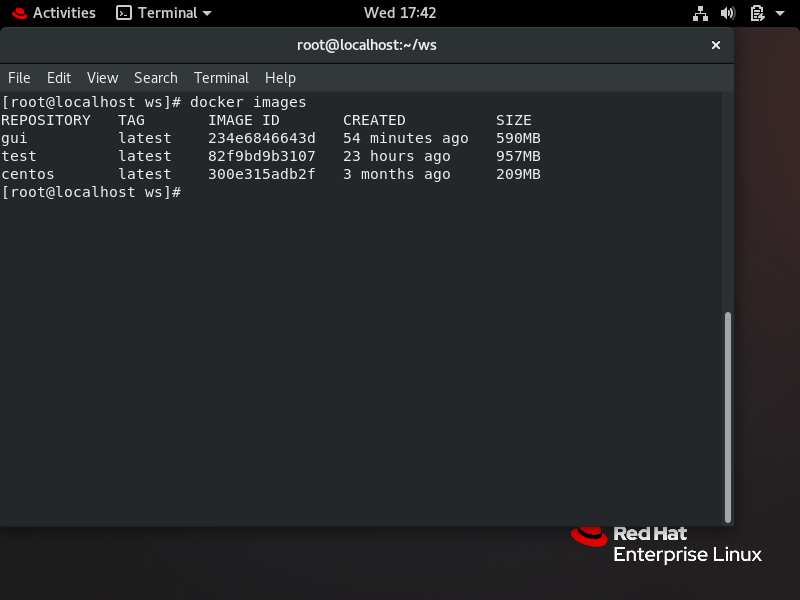 Activities Terminal Wed 17:42
root@localhost:~/ws ×
File Edit View Search Terminal Help
[root@localhost ws]# docker images
REPOSITORY TAG IMAGE ID CREATED SIZE
gui latest 234e6846643d 54 minutes ago 590MB
test latest 82f9bd9b3107 23 hours ago 957MB
centos latest 300e315adb2f 3 months ago 209MB
[root@localhost ws]#
Red Hat
Enterprise Linux